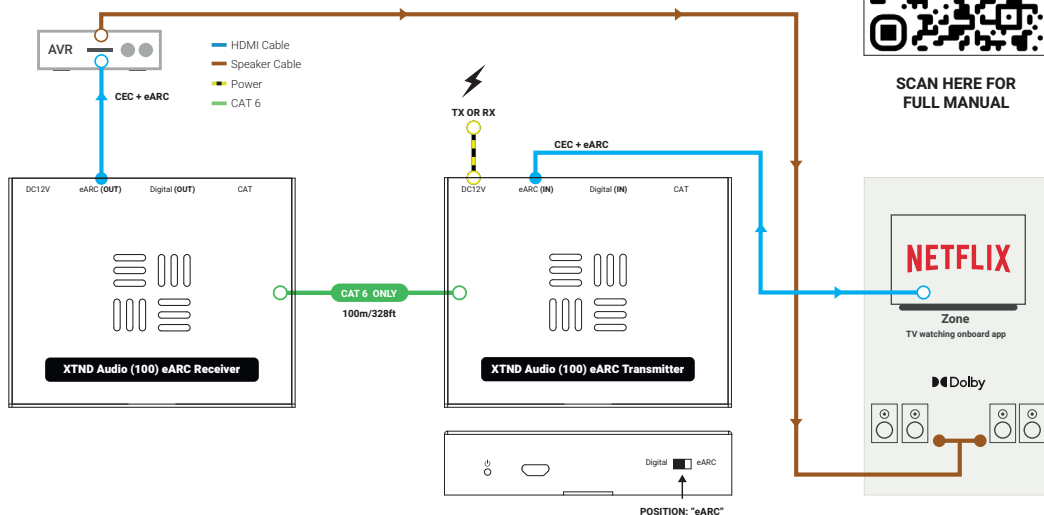 AVR
HDMI Cable
Speaker Cable
Power
CAT 6
CEC + eARC
TX OR RX
CEC + eARC
SCAN HERE FOR
FULL MANUAL
DC12V
eARC (OUT)
Digital (OUT)
CAT
DC12V
eARC (IN)
Digital (IN)
CAT
CAT 6 ONLY
100m/328ft
XTND Audio (100) eARC Receiver
XTND Audio (100) eARC Transmitter
NETFLIX
Zone
TV watching onboard app
Dolby
Digital
eARC
POSITION: “eARC”